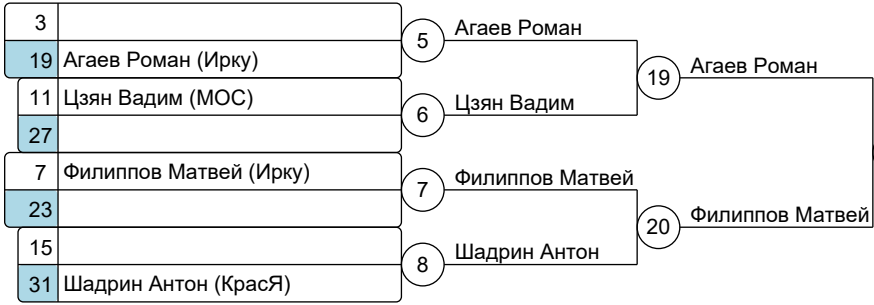 3
5
Агаев Роман
19 Агаев Роман (Ирку)
19
Агаев Роман
11 Цзян Вадим (МОС)
6
Цзян Вадим
27
7 Филиппов Матвей (Ирку)
7
Филиппов Матвей
23
20
Филиппов Матвей
15
8
Шадрин Антон
31 Шадрин Антон (КрасЯ)